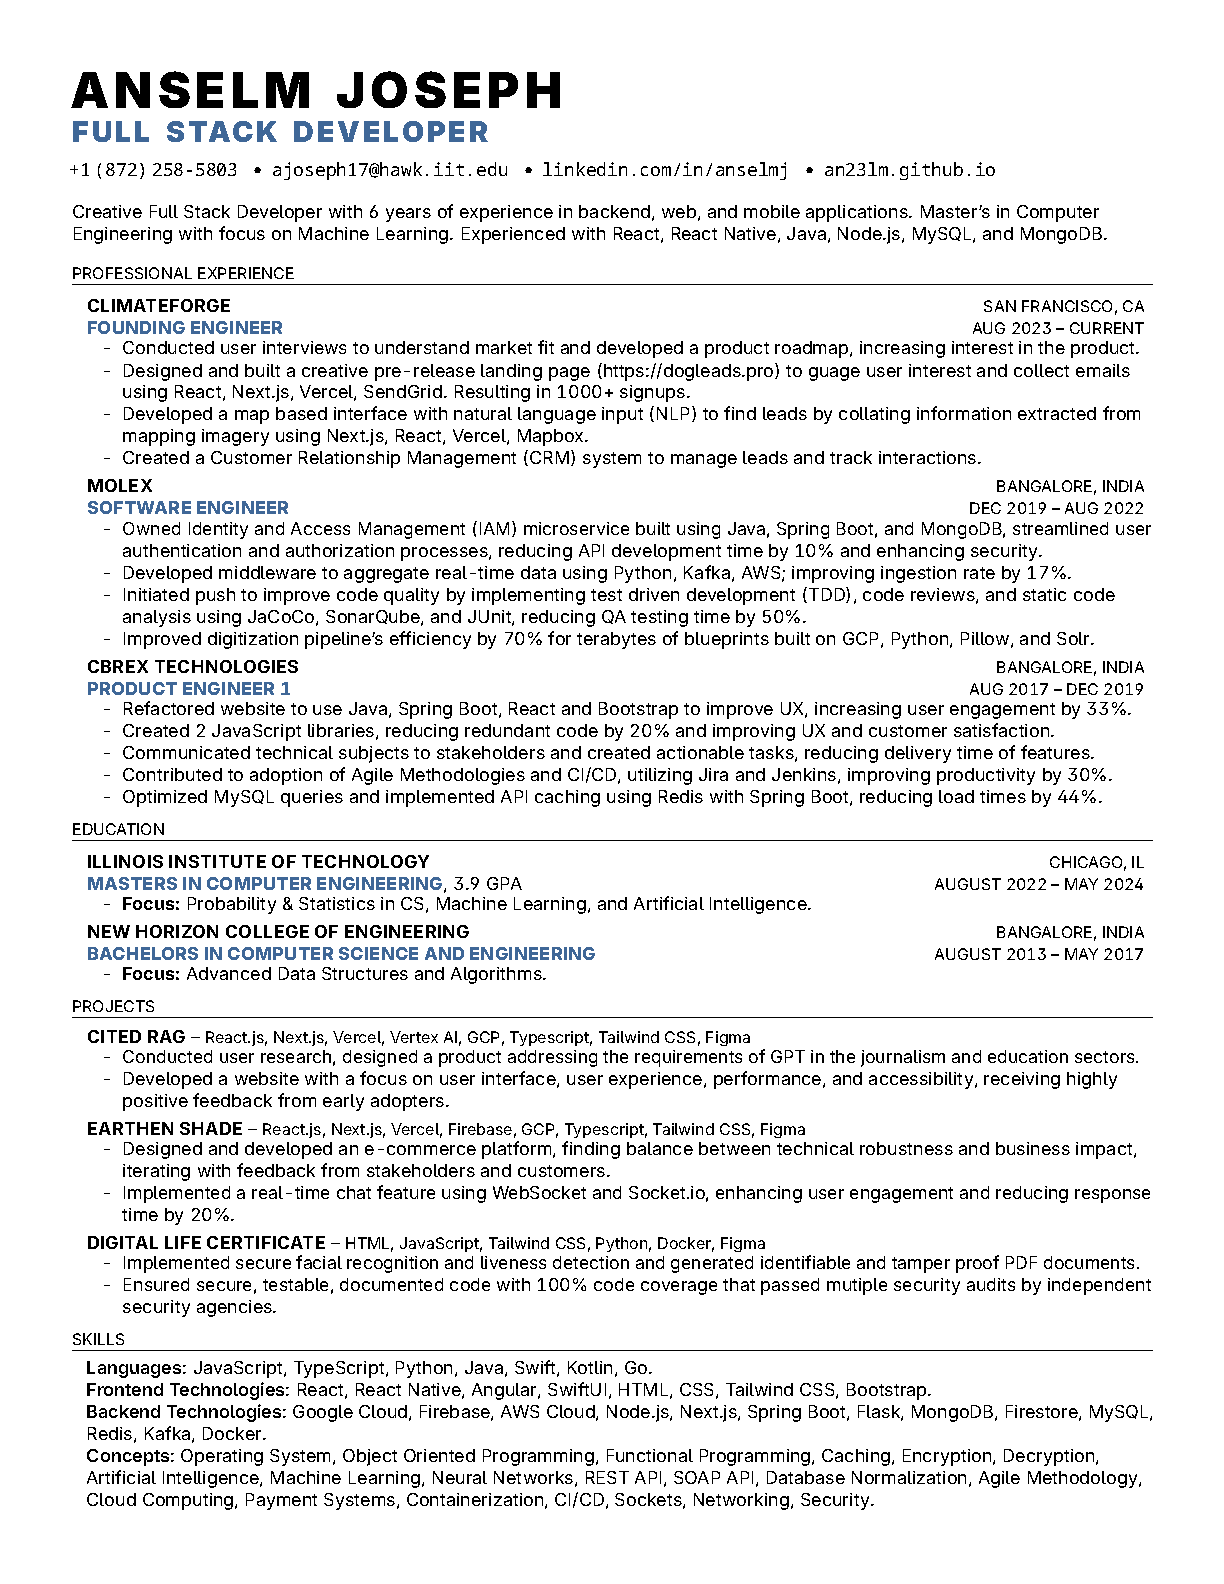 ANSELM JOSEPH
FULL STACK DEVELOPER
+1 (872) 258-5803 • ajoseph17@hawk.iit.edu • linkedin.com/in/anselmj • an23lm.github.io
Creative Full Stack Developer with 6 years of experience in backend, web, and mobile applications. Master's in Computer
Engineering with focus on Machine Learning. Experienced with React, React Native, Java, Node.js, MySQL, and MongoDB.
PROFESSIONAL EXPERIENCE
CLIMATEFORGE SAN FRANCISCO, CA
FOUNDING ENGINEER AUG 2023 – CURRENT
- Conducted user interviews to understand market fit and developed a product roadmap, increasing interest in the product.
- Designed and built a creative pre-release landing page (https://dogleads.pro) to guage user interest and collect emails
using React, Next.js, Vercel, SendGrid. Resulting in 1000+ signups.
- Developed a map based interface with natural language input (NLP) to find leads by collating information extracted from
mapping imagery using Next.js, React, Vercel, Mapbox.
- Created a Customer Relationship Management (CRM) system to manage leads and track interactions.
MOLEX BANGALORE, INDIA
SOFTWARE ENGINEER DEC 2019 – AUG 2022
- Owned Identity and Access Management (IAM) microservice built using Java, Spring Boot, and MongoDB, streamlined user
authentication and authorization processes, reducing API development time by 10% and enhancing security.
- Developed middleware to aggregate real-time data using Python, Kafka, AWS; improving ingestion rate by 17%.
- Initiated push to improve code quality by implementing test driven development (TDD), code reviews, and static code
analysis using JaCoCo, SonarQube, and JUnit, reducing QA testing time by 50%.
- Improved digitization pipeline's efficiency by 70% for terabytes of blueprints built on GCP, Python, Pillow, and Solr.
CBREX TECHNOLOGIES BANGALORE, INDIA
PRODUCT ENGINEER 1 AUG 2017 – DEC 2019
- Refactored website to use Java, Spring Boot, React and Bootstrap to improve UX, increasing user engagement by 33%.
- Created 2 JavaScript libraries, reducing redundant code by 20% and improving UX and customer satisfaction.
- Communicated technical subjects to stakeholders and created actionable tasks, reducing delivery time of features.
- Contributed to adoption of Agile Methodologies and CI/CD, utilizing Jira and Jenkins, improving productivity by 30%.
- Optimized MySQL queries and implemented API caching using Redis with Spring Boot, reducing load times by 44%.
EDUCATION
ILLINOIS INSTITUTE OF TECHNOLOGY CHICAGO, IL
MASTERS IN COMPUTER ENGINEERING, 3.9 GPA AUGUST 2022 – MAY 2024
- Focus: Probability & Statistics in CS, Machine Learning, and Artificial Intelligence.
NEW HORIZON COLLEGE OF ENGINEERING BANGALORE, INDIA
BACHELORS IN COMPUTER SCIENCE AND ENGINEERING AUGUST 2013 – MAY 2017
- Focus: Advanced Data Structures and Algorithms.
PROJECTS
CITED RAG – React.js, Next.js, Vercel, Vertex AI, GCP, Typescript, Tailwind CSS, Figma
- Conducted user research, designed a product addressing the requirements of GPT in the journalism and education sectors.
- Developed a website with a focus on user interface, user experience, performance, and accessibility, receiving highly
positive feedback from early adopters.
EARTHEN SHADE – React.js, Next.js, Vercel, Firebase, GCP, Typescript, Tailwind CSS, Figma
- Designed and developed an e-commerce platform, finding balance between technical robustness and business impact,
iterating with feedback from stakeholders and customers.
- Implemented a real-time chat feature using WebSocket and Socket.io, enhancing user engagement and reducing response
time by 20%.
DIGITAL LIFE CERTIFICATE – HTML, JavaScript, Tailwind CSS, Python, Docker, Figma
- Implemented secure facial recognition and liveness detection and generated identifiable and tamper proof PDF documents.
- Ensured secure, testable, documented code with 100% code coverage that passed mutiple security audits by independent
security agencies.
SKILLS
Languages: JavaScript, TypeScript, Python, Java, Swift, Kotlin, Go.
Frontend Technologies: React, React Native, Angular, SwiftUI, HTML, CSS, Tailwind CSS, Bootstrap.
Backend Technologies: Google Cloud, Firebase, AWS Cloud, Node.js, Next.js, Spring Boot, Flask, MongoDB, Firestore, MySQL,
Redis, Kafka, Docker.
Concepts: Operating System, Object Oriented Programming, Functional Programming, Caching, Encryption, Decryption,
Artificial Intelligence, Machine Learning, Neural Networks, REST API, SOAP API, Database Normalization, Agile Methodology,
Cloud Computing, Payment Systems, Containerization, CI/CD, Sockets, Networking, Security.